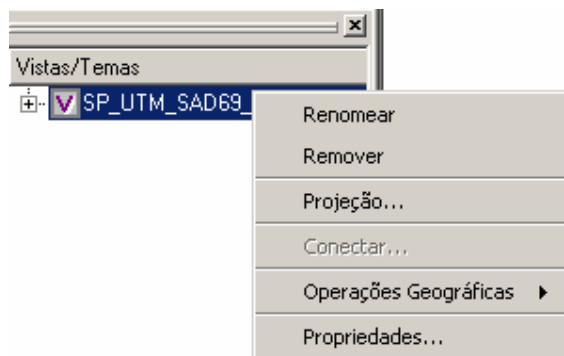 Vistas/Temas
V SP_UTM_SAD69_
Renomear
Remover
Projeção...
Conectar...
Operações Geográficas
Propriedades...